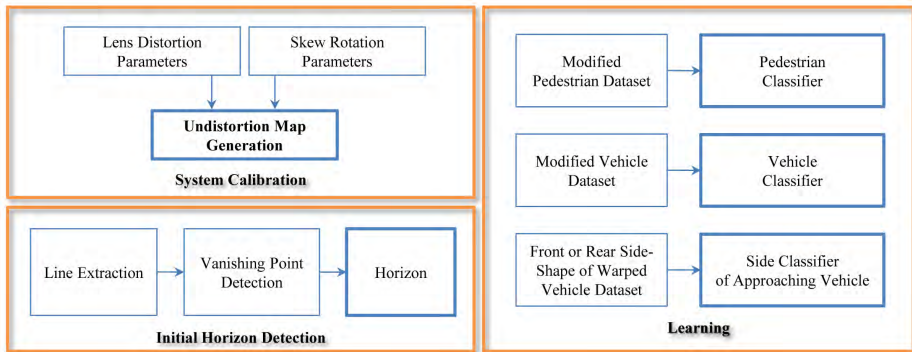 Lens Distortion
Parameters
Skew Rotation
Parameters
Undistortion Map
Generation
System Calibration
Line Extraction
Vanishing Point
Detection
Horizon
Initial Horizon Detection
Modified
Pedestrian Dataset
Pedestrian
Classifier
Modified Vehicle
Dataset
Vehicle
Classifier
Front or Rear Side-
Shape of Warped
Vehicle Dataset
Side Classifier
of Approaching Vehicle
Learning